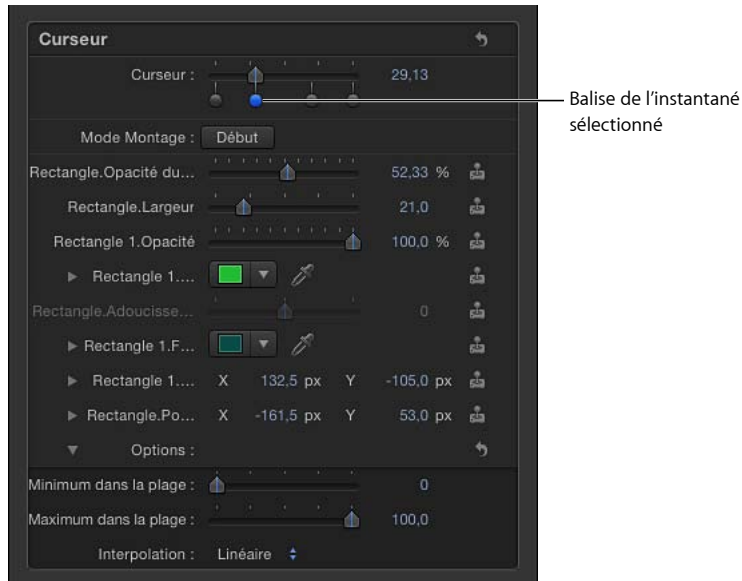 Curseur
Curseur : 29,13
Balise de l'instantané
sélectionné
Mode Montage : Début
Rectangle.Opacité du... 52,33 %
Rectangle.Largeur 21,0
Rectangle 1.Opacité 100,0 %
Rectangle 1....
Rectangle.Adoucisse... 0
Rectangle 1.F...
Rectangle 1.... X 132,5 px Y -105,0 px
Rectangle.Po... X -161,5 px Y 53,0 px
Options :
Minimum dans la plage : 0
Maximum dans la plage : 100,0
Interpolation : Linéaire